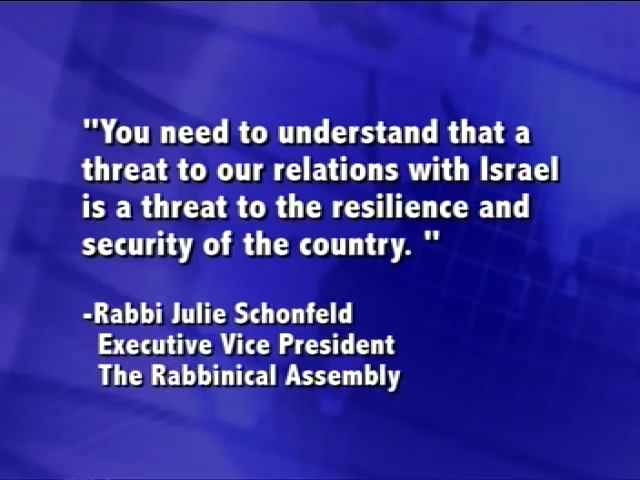 "You need to understand that a
threat to our relations with Israel
is a threat to the resilience and
security of the country. "
-Rabbi Julie Schonfeld
Executive Vice President
The Rabbinical Assembly